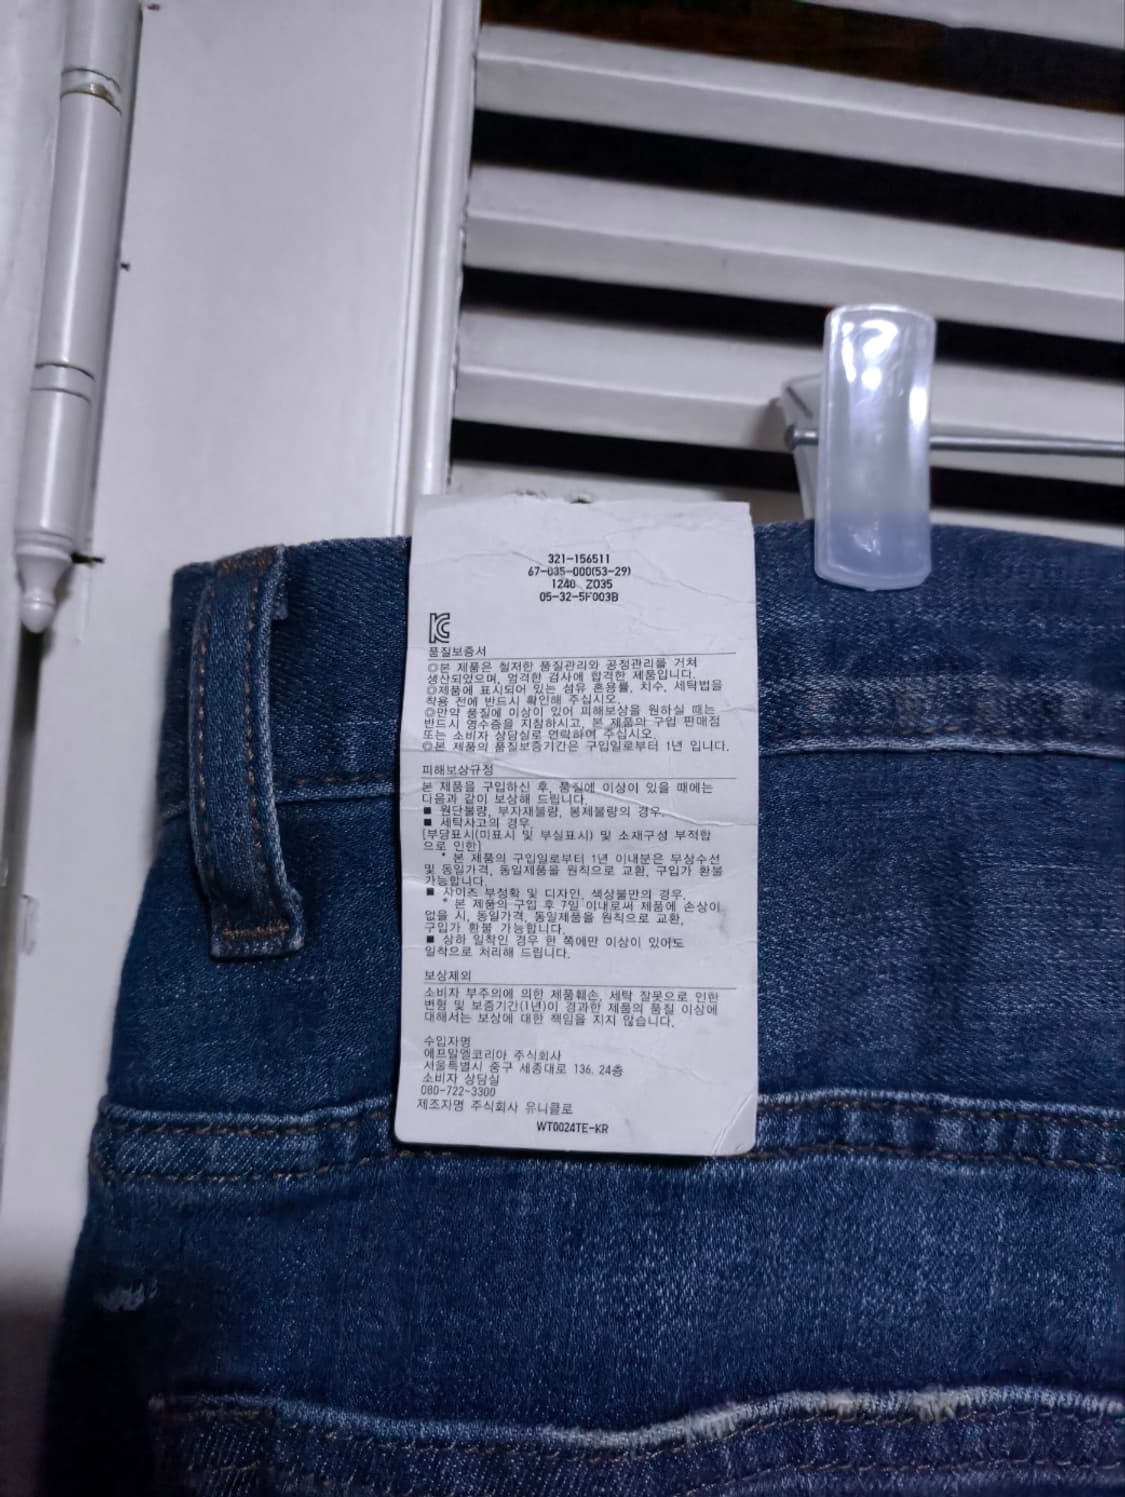 321-156511
67-035-000(53-29)
1240 Z035
05-32-5F003B
KC
품질보증서
◎본 제품은 철저한 품질관리와 공정관리를 거쳐
생산되었으며, 엄격한 검사에 합격한 제품입니다.
◎제품에 표시되어 있는 섬유 혼용률, 치수, 세탁법을
착용 전에 반드시 확인해 주십시오.
◎만약 품질에 이상이 있어 피해보상을 원하실 때는
반드시 영수증을 지참하시고, 본 제품의 구입 판매점
또는 소비자 상담실로 연락하여 주십시오.
◎본 제품의 품질보증기간은 구입일로부터 1년 입니다.
피해보상규정
본 제품을 구입하신 후, 품질에 이상이 있을 때에는
다음과 같이 보상해 드립니다.
■ 원단불량, 부자재불량, 봉제불량의 경우.
■ 세탁사고의 경우.
[부당표시(미표시 및 부실표시) 및 소재구성 부적합
으로 인한]
* 본 제품의 구입일로부터 1년 이내분은 무상수선
및 동일가격, 동일제품을 원칙으로 교환, 구입가 환불
가능합니다.
■ 사이즈 부정확 및 디자인, 색상불만의 경우.
* 본 제품의 구입 후 7일 이내로써 제품에 손상이
없을 시, 동일가격, 동일제품을 원칙으로 교환,
구입가 환불 가능합니다.
■ 상하 일착인 경우 한 쪽에만 이상이 있어도
일착으로 처리해 드립니다.
보상제외
소비자 부주의에 의한 제품훼손, 세탁 잘못으로 인한
변형 및 보증기간(1년)이 경과한 제품의 품질 이상에
대해서는 보상에 대한 책임을 지지 않습니다.
수입자명
에프알엘코리아 주식회사
서울특별시 중구 세종대로 136, 24층
소비자 상담실
080-722-3300
제조자명 주식회사 유니클로
WT0024TE-KR